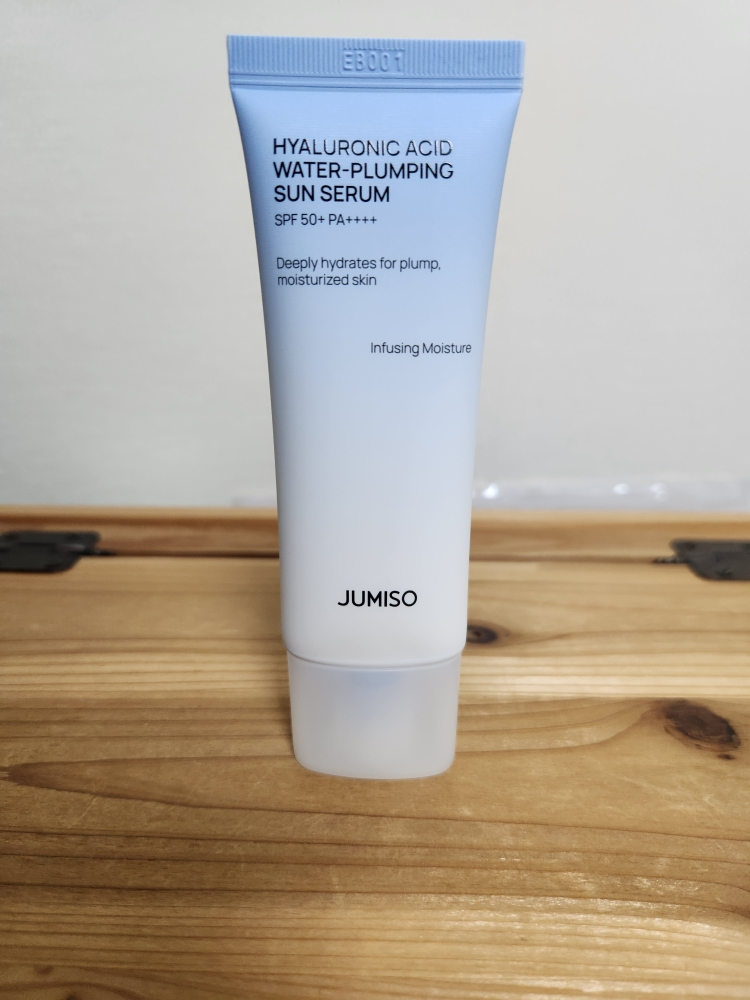 EB001
HYALURONIC ACID
WATER-PLUMPING
SUN SERUM
SPF 50+ PA++++
Deeply hydrates for plump,
moisturized skin
Infusing Moisture
JUMISO